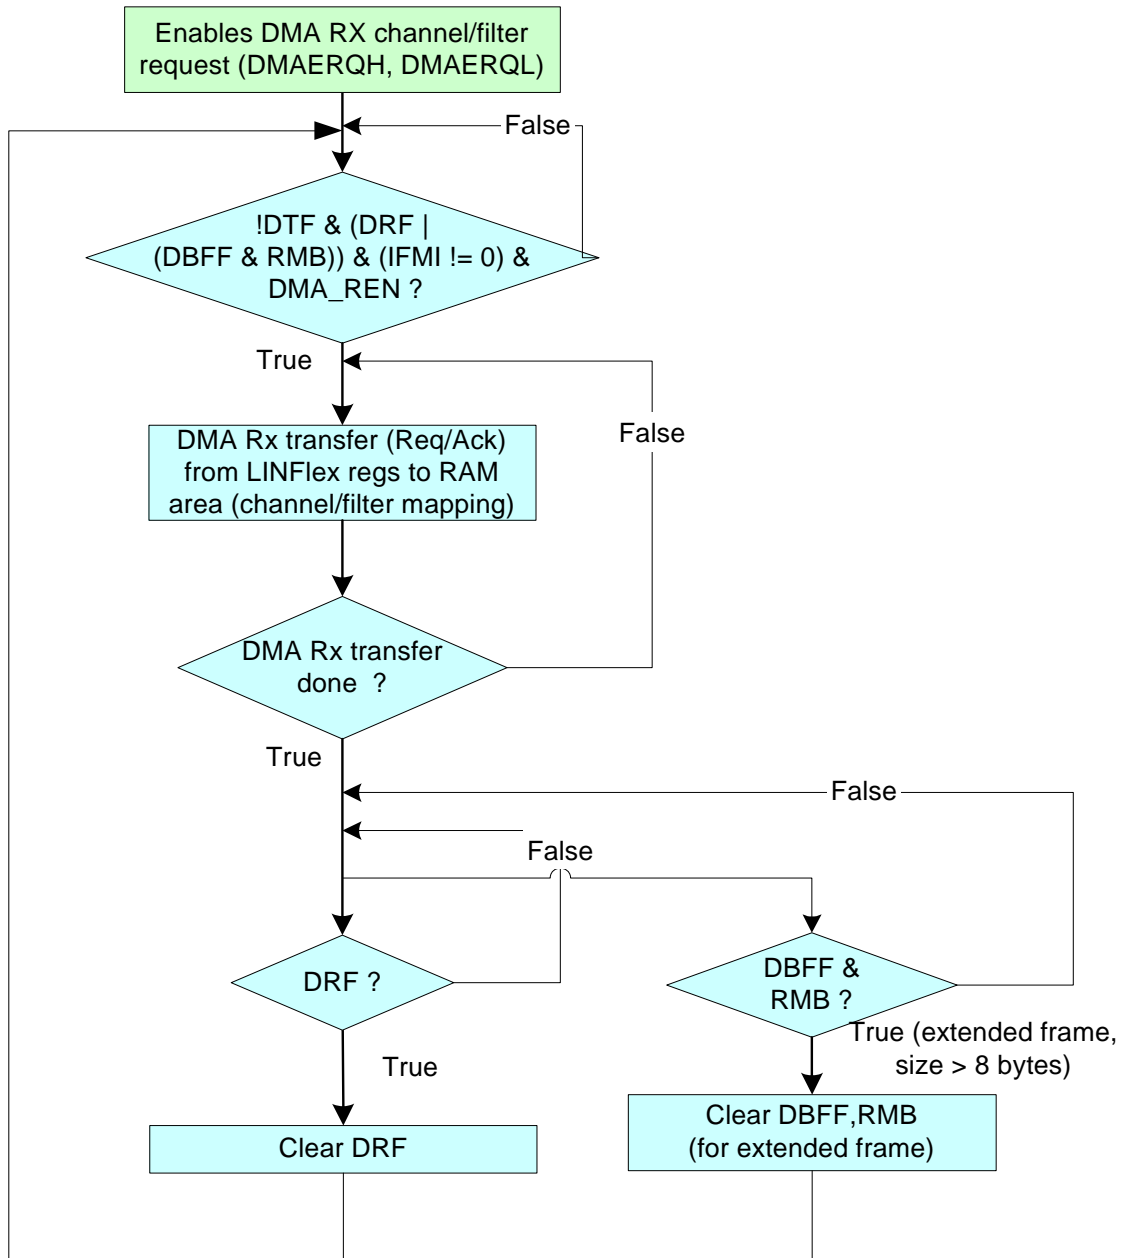 Enables DMA RX channel/filter
request (DMAERQH, DMAERQL)
False
!DTF & (DRF |
(DBFF & RMB)) & (IFMI != 0) &
DMA_REN ?
True
False
DMA Rx transfer (Req/Ack)
from LINFlex regs to RAM
area (channel/filter mapping)
DMA Rx transfer
done ?
True
False
False
DRF ?
DBFF &
RMB ?
True (extended frame,
size > 8 bytes)
True
Clear DRF
Clear DBFF,RMB
(for extended frame)